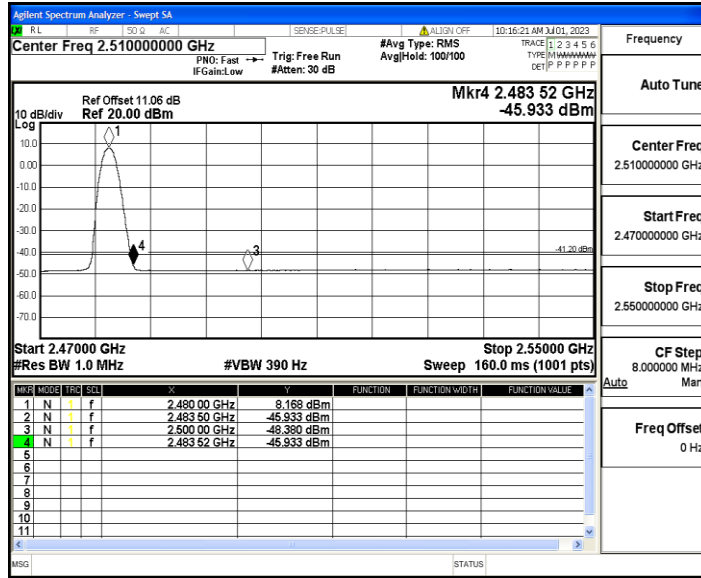 Agilent Spectrum Analyzer - Swept SA
RL RF 50 Ω AC SENSE:PULSE ALIGN OFF 10:16:21 AM Jul 01, 2023
Center Freq 2.510000000 GHz #Avg Type: RMS TRACE 1 2 3 4 5 6
PNO: Fast Trig: Free Run Avg|Hold: 100/100 TYPE
IFGain:Low #Atten: 30 dB DET P P P P P P
Mkr4 2.483 52 GHz
-45.933 dBm
Ref Offset 11.06 dB
10 dB/div Ref 20.00 dBm
Log
1
10.0
0.00
-10.0
-20.0
-30.0
4
3
-40.0
-41.20 dBm
-50.0
-60.0
-70.0
Start 2.47000 GHz Stop 2.55000 GHz
#Res BW 1.0 MHz #VBW 390 Hz Sweep 160.0 ms (1001 pts)
MKR MODE TRC SCL X Y FUNCTION FUNCTION WIDTH FUNCTION VALUE
1 N 1 f 2.480 00 GHz 8.168 dBm
2 N 1 f 2.483 50 GHz -45.933 dBm
3 N 1 f 2.500 00 GHz -48.380 dBm
4 N 1 f 2.483 52 GHz -45.933 dBm
5
6
7
8
9
10
11
MSG STATUS
Frequency
Auto Tune
Center Freq
2.510000000 GHz
Start Freq
2.470000000 GHz
Stop Freq
2.550000000 GHz
CF Step
8.000000 MHz
Auto Man
Freq Offset
0 Hz